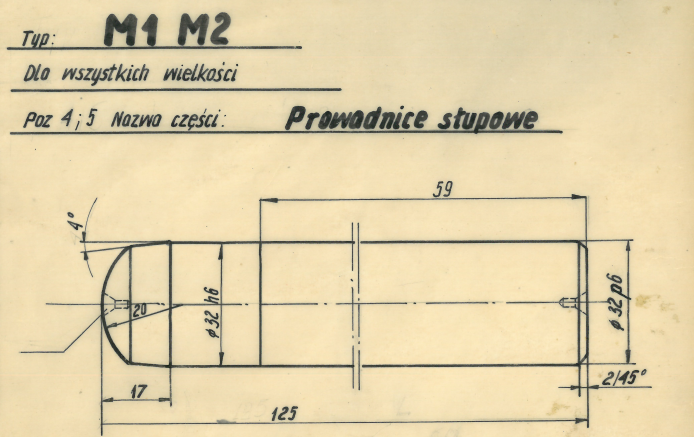 Typ: M1 M2
Dla wszystkich wielkości
Poz 4; 5 Nazwa części: Prowadnice słupowe
59
4°
20
ø32 h6
ø32 p6
17
2/45°
125